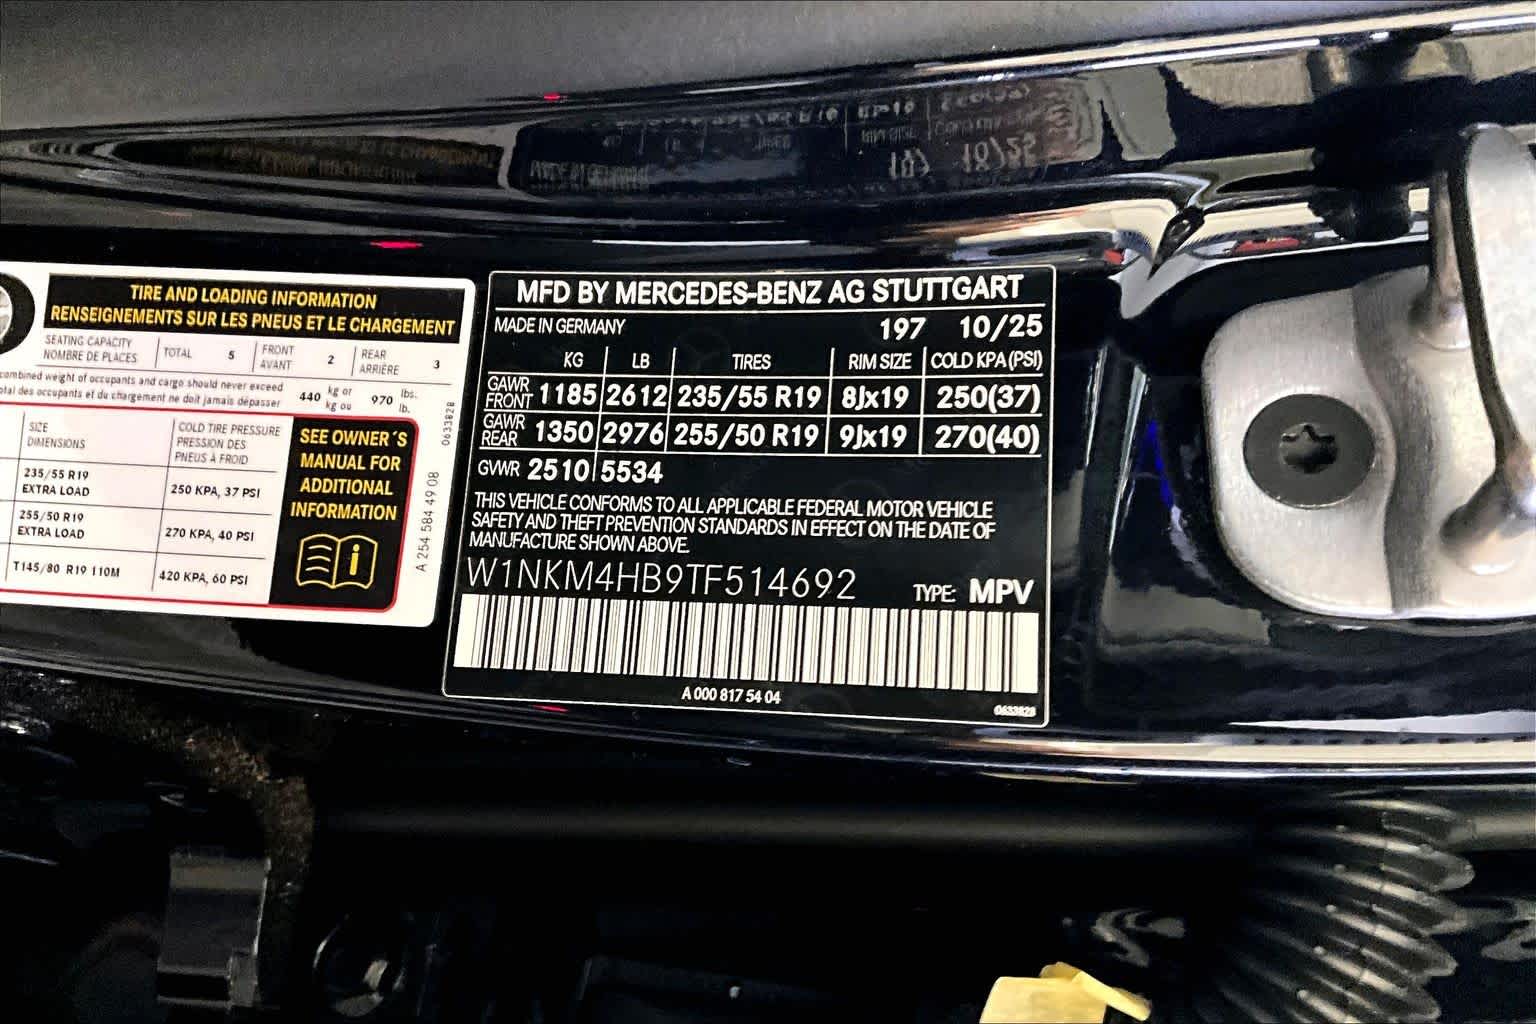 TIRE AND LOADING INFORMATION
RENSEIGNEMENTS SUR LES PNEUS ET LE CHARGEMENT
SEATING CAPACITY
NOMBRE DE PLACES
TOTAL 5
FRONT
AVANT
2
REAR
ARRIÈRE
3
combined weight of occupants and cargo should never exceed
total des occupants et du chargement ne doit jamais dépasser
440 kg or
kg ou
970 lbs.
lb.
SIZE
DIMENSIONS
COLD TIRE PRESSURE
PRESSION DES
PNEUS À FROID
235/55 R19
EXTRA LOAD
250 KPA, 37 PSI
255/50 R19
EXTRA LOAD
270 KPA, 40 PSI
T145/80 R19 110M
420 KPA, 60 PSI
SEE OWNER´S
MANUAL FOR
ADDITIONAL
INFORMATION
0633828
A 254 584 49 08
MFD BY MERCEDES-BENZ AG STUTTGART
MADE IN GERMANY 197 10/25
KG LB TIRES RIM SIZE COLD KPA(PSI)
GAWR
FRONT 1185 2612 235/55 R19 8Jx19 250(37)
GAWR
REAR 1350 2976 255/50 R19 9Jx19 270(40)
GVWR 2510 5534
THIS VEHICLE CONFORMS TO ALL APPLICABLE FEDERAL MOTOR VEHICLE
SAFETY AND THEFT PREVENTION STANDARDS IN EFFECT ON THE DATE OF
MANUFACTURE SHOWN ABOVE.
W1NKM4HB9TF514692 TYPE: MPV
A 000 817 54 04
0633828